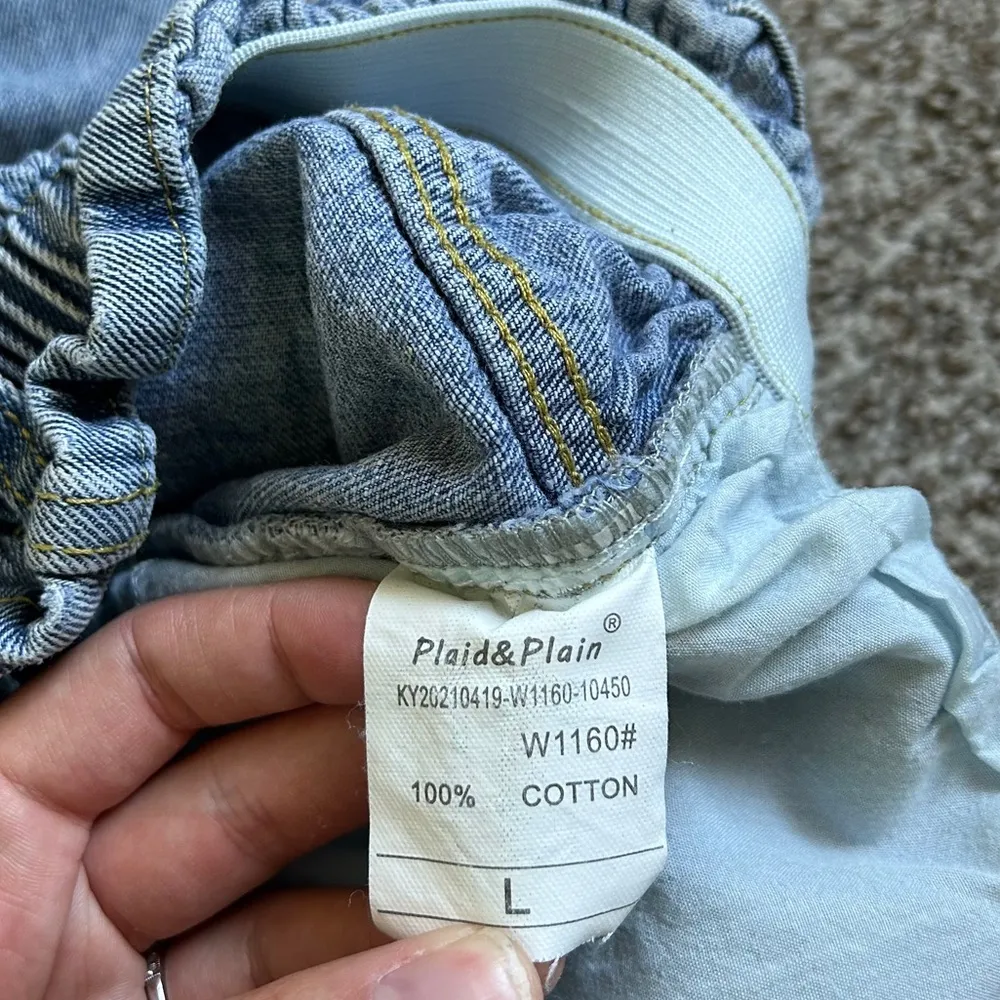 Plaid&Plain®
KY20210419-W1160-10450
W1160#
100% COTTON
L